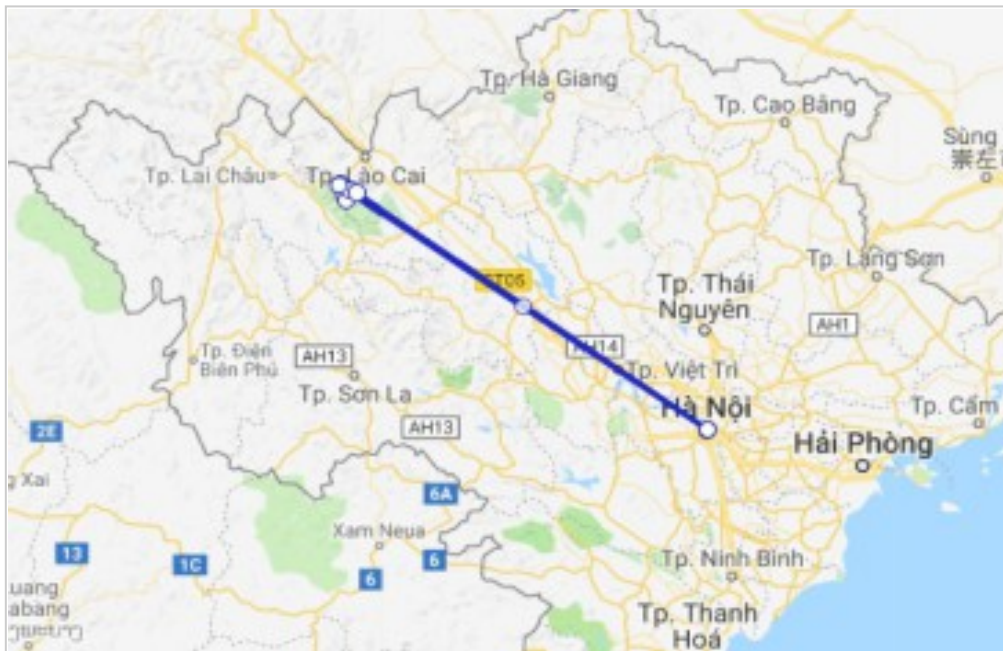 Tp. Hà Giang
Tp. Cao Bằng
Sùng
崇左
Tp. Lai Châu
Tp. Lào Cai
Tp. Lạng Sơn
CT05
Tp. Thái
Nguyên
AH1
AH14
Tp. Điện
Biên Phủ
AH13
Tp. Việt Trì
Tp. Sơn La
Hà Nội
Tp. Cẩm
2E
AH13
Hải Phòng
ng Xai
6A
Xam Neua
13
1C
6
6
Tp. Ninh Bình
uang
abang
Tp. Thanh
Hoá